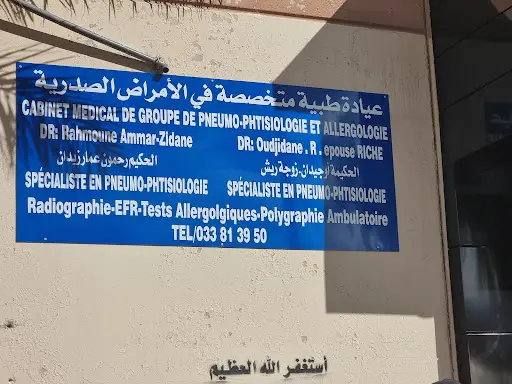 عيادة طبية متخصصة في الأمراض الصدرية
CABINET MEDICAL DE GROUPE DE PNEUMO-PHTISIOLOGIE ET ALLERGOLOGIE
DR: Rahmoune Ammar-Zidane DR: Oudjidane . R . epouse RICHE
الحكيم رحمون عمار زيدان الحكيمة أوجيدان. زوجة ريش
SPÉCIALISTE EN PNEUMO-PHTISIOLOGIE SPÉCIALISTE EN PNEUMO-PHTISIOLOGIE
Radiographie-EFR-Tests Allergolgiques-Polygraphie Ambulatoire
TEL/033 81 39 50
أستغفر الله العظيم